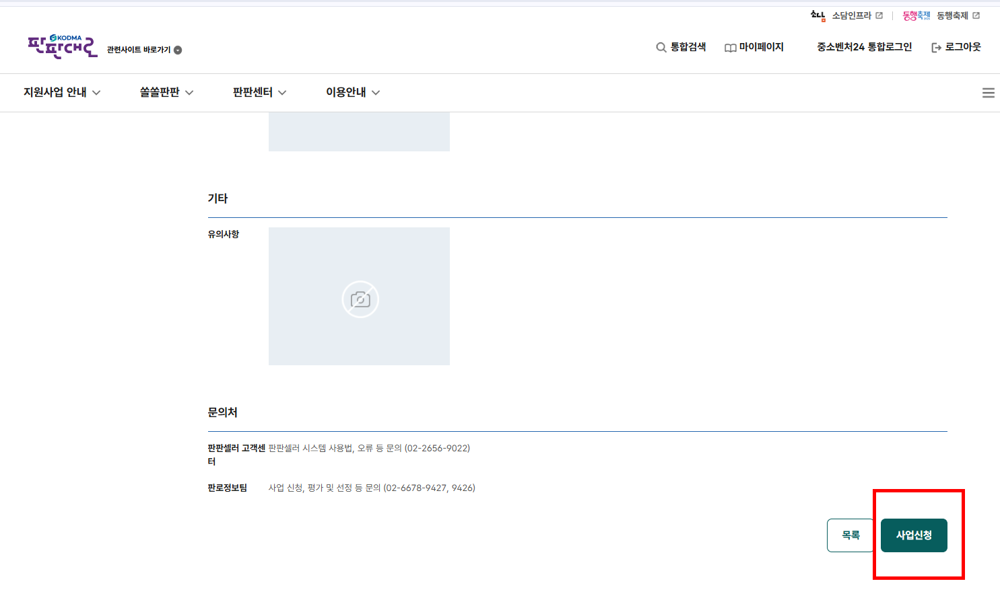 소담
소담인프라
동행축제
동행축제
KODMA
판판대로
관련사이트 바로가기
통합검색
마이페이지
중소벤처24 통합로그인
로그아웃
지원사업 안내
쏠쏠판판
판판센터
이용안내
기타
유의사항
문의처
판판셀러 고객센 판판셀러 시스템 사용법, 오류 등 문의 (02-2656-9022)
터
판로정보팀 사업 신청, 평가 및 선정 등 문의 (02-6678-9427, 9426)
목록
사업신청